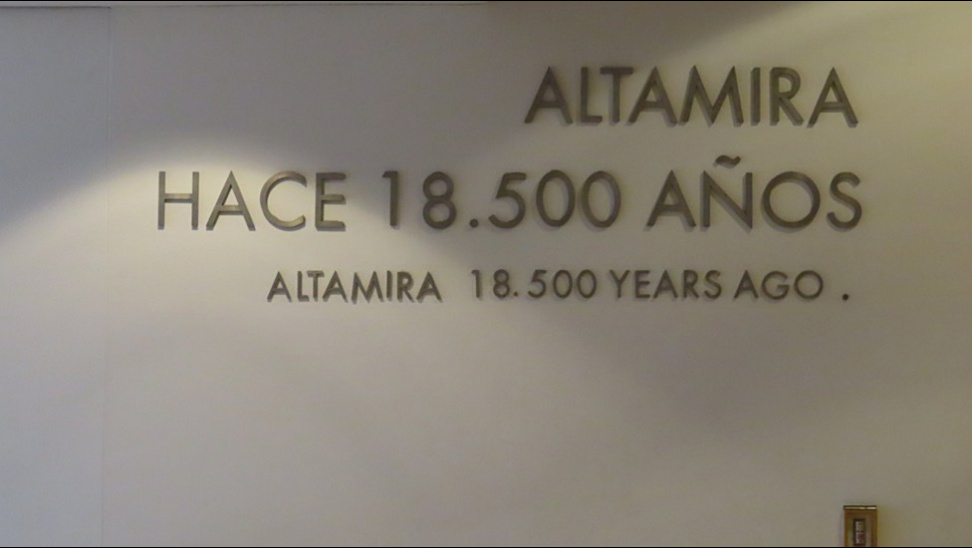 ALTAMIRA
HACE 18.500 AÑOS
ALTAMIRA 18.500 YEARS AGO .